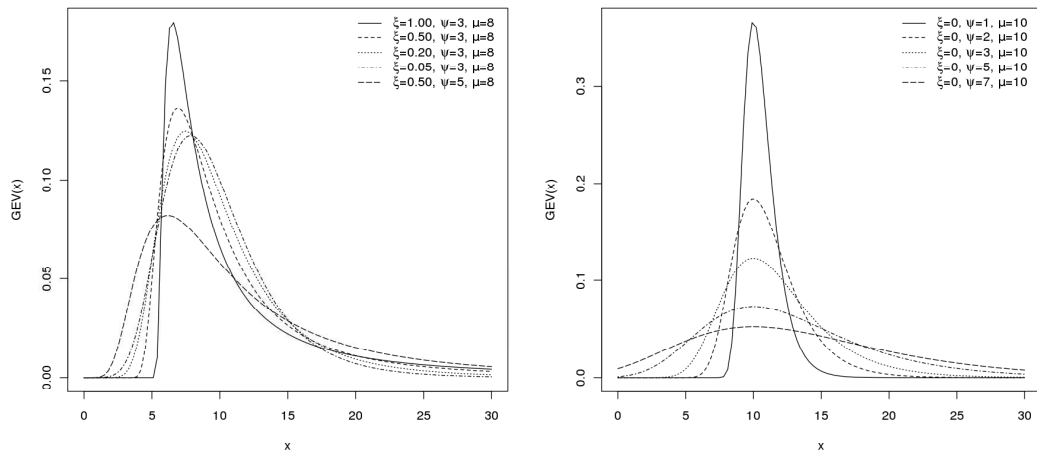 ξ=1.00, ψ=3, μ=8
ξ=0.50, ψ=3, μ=8
ξ=0.20, ψ=3, μ=8
ξ=0.05, ψ=3, μ=8
ξ=0.50, ψ=5, μ=8
GEV(x)
0.15
0.10
0.05
0.00
0 5 10 15 20 25 30
x
ξ=0, ψ=1, μ=10
ξ=0, ψ=2, μ=10
ξ=0, ψ=3, μ=10
ξ=0, ψ=5, μ=10
ξ=0, ψ=7, μ=10
GEV(x)
0.3
0.2
0.1
0.0
0 5 10 15 20 25 30
x